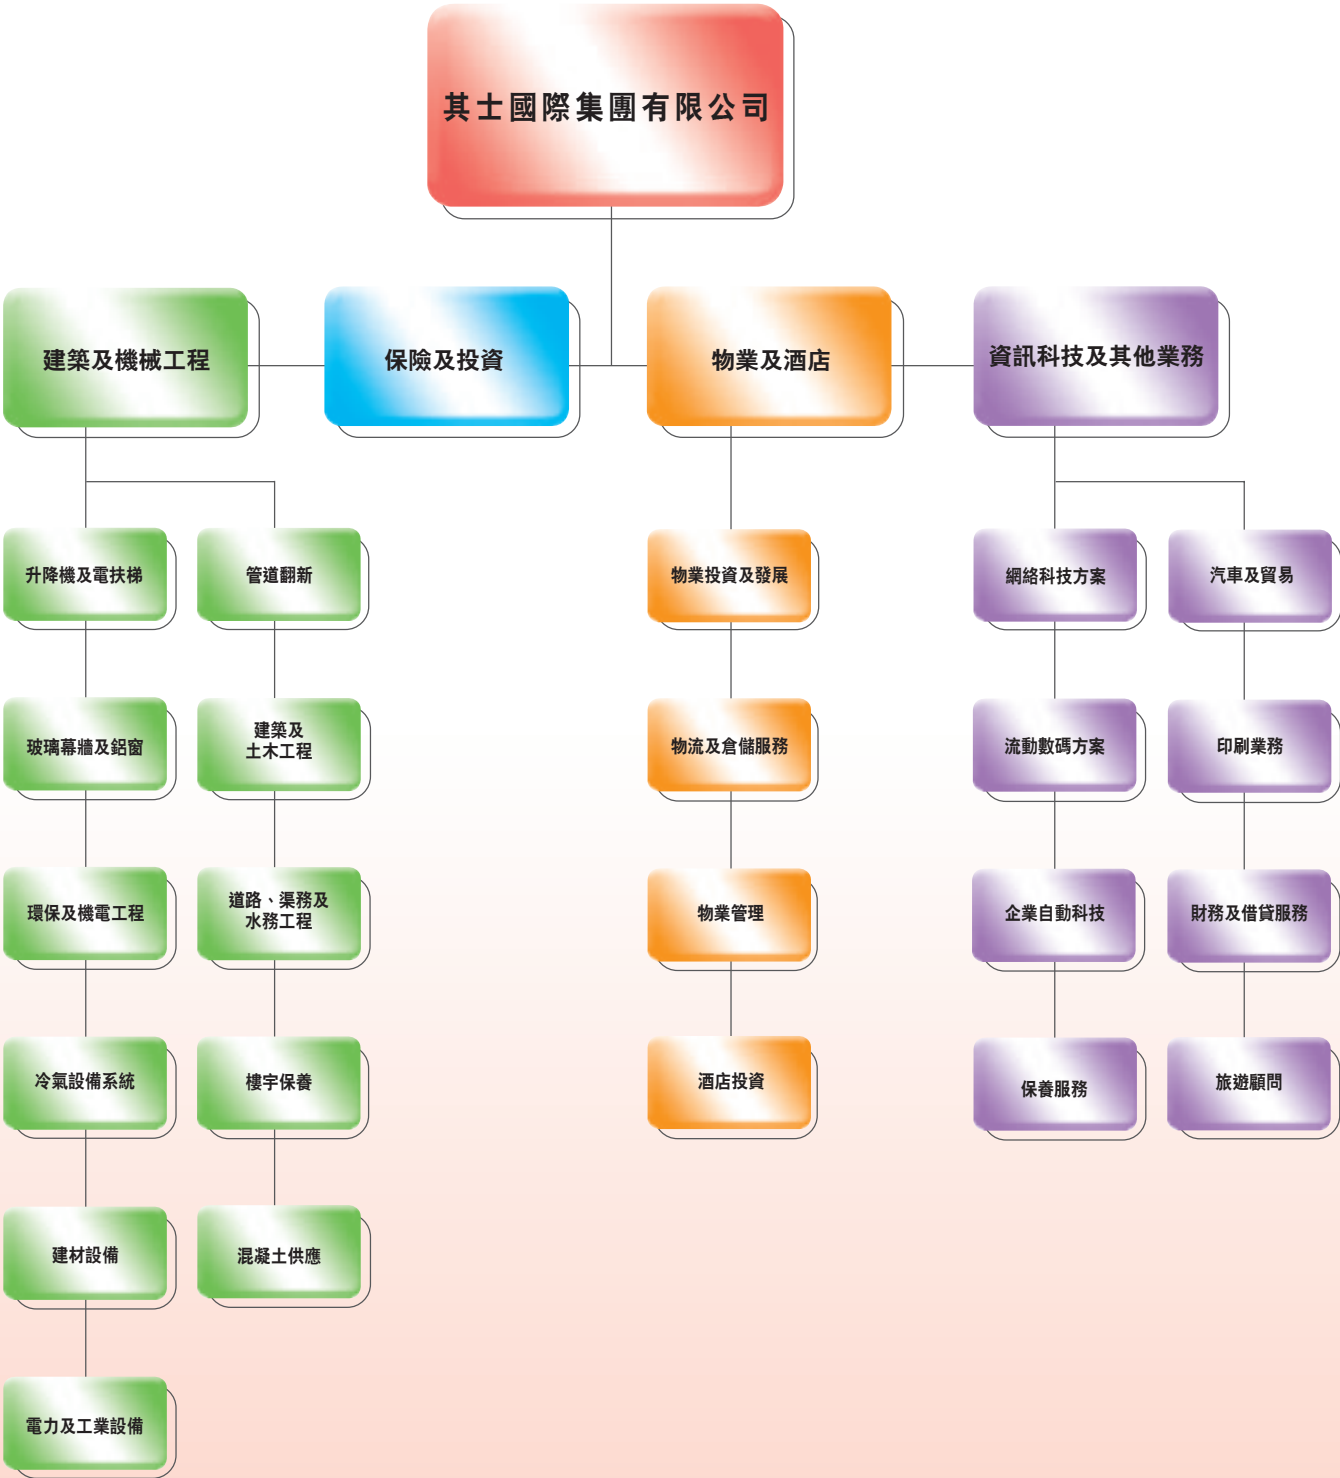 其士國際集團有限公司
建築及機械工程
保險及投資
物業及酒店
資訊科技及其他業務
升降機及電扶梯
管道翻新
物業投資及發展
網絡科技方案
汽車及貿易
玻璃幕牆及鋁窗
建築及
土木工程
物流及倉儲服務
流動數碼方案
印刷業務
環保及機電工程
道路、渠務及
水務工程
物業管理
企業自動科技
財務及借貸服務
冷氣設備系統
樓宇保養
酒店投資
保養服務
旅遊顧問
建材設備
混凝土供應
電力及工業設備